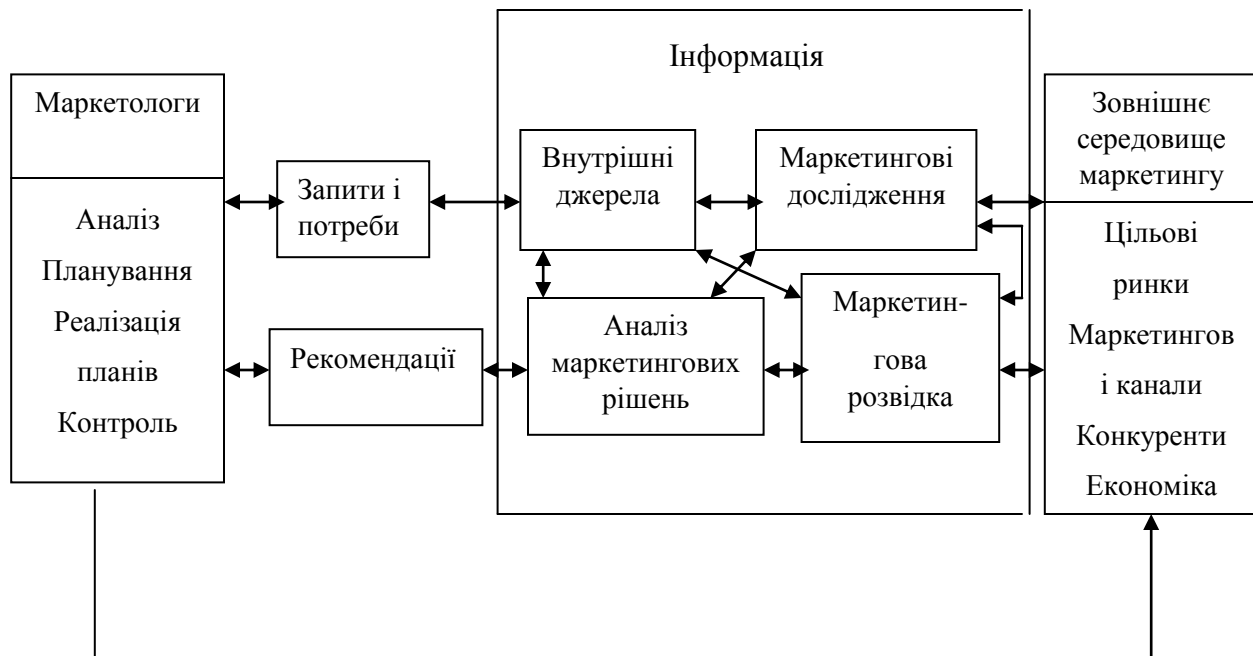 Інформація
Маркетологи
Аналіз
Планування
Реалізація
планів
Контроль
Запити і
потреби
Рекомендації
Внутрішні
джерела
Маркетингові
дослідження
Аналіз
маркетингових
рішень
Маркетин-
гова
розвідка
Зовнішнє
середовище
маркетингу
Цільові
ринки
Маркетингов
і канали
Конкуренти
Економіка